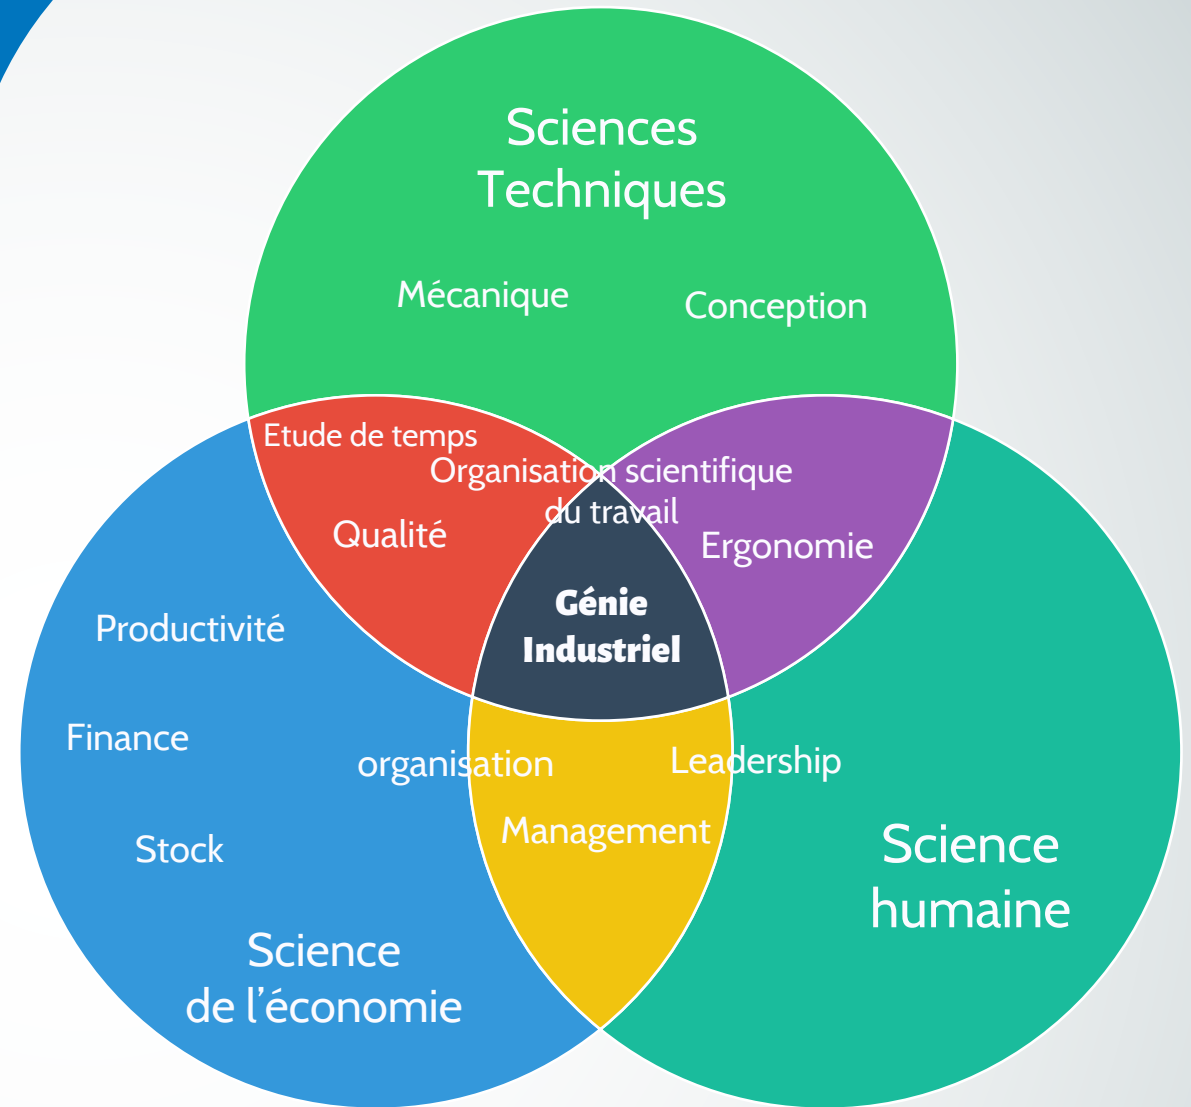 Sciences
Techniques
Mécanique
Conception
Etude de temps
Organisation scientifique
du travail
Qualité
Ergonomie
Génie
Industriel
Productivité
Finance
organisation
Leadership
Management
Stock
Science
humaine
Science
de l’économie